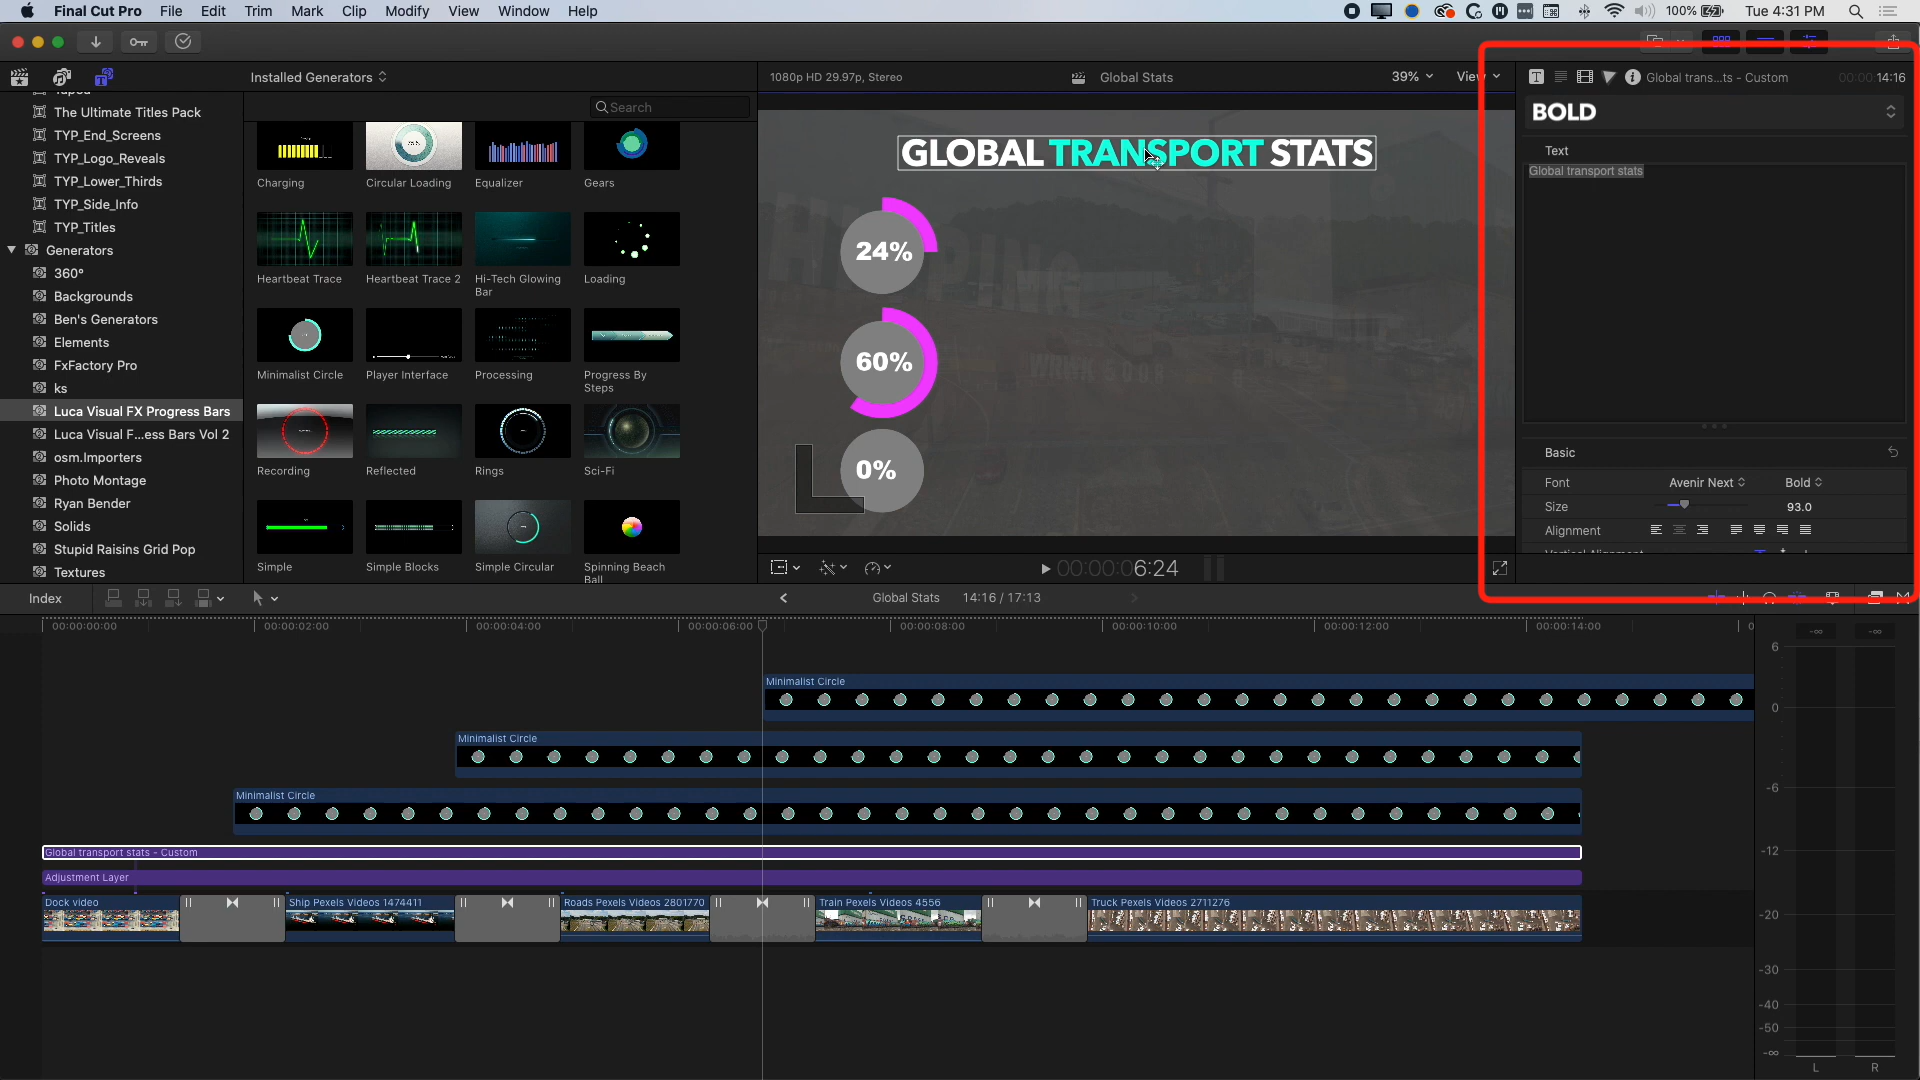 Final Cut Pro File Edit Trim Mark Clip Modify View Window Help 100% Tue 4:31 PM
Installed Generators
1080p HD 29.97p, Stereo Global Stats 39%
Global trans...ts - Custom 00:00:14:16
Search
The Ultimate Titles Pack
TYP_End_Screens
TYP_Logo_Reveals
TYP_Lower_Thirds
TYP_Side_Info
TYP_Titles
Generators
360°
Backgrounds
Ben's Generators
Elements
FxFactory Pro
ks
Luca Visual FX Progress Bars
Luca Visual F...ess Bars Vol 2
osm.Importers
Photo Montage
Ryan Bender
Solids
Stupid Raisins Grid Pop
Textures
Charging Circular Loading Equalizer Gears
Heartbeat Trace Heartbeat Trace 2 Hi-Tech Glowing Bar Loading
Minimalist Circle Player Interface Processing Progress By Steps
Recording Reflected Rings Sci-Fi
Simple Simple Blocks Simple Circular Spinning Beach Ball
GLOBAL TRANSPORT STATS
24%
60%
0%
00:00:06:24
BOLD
Text
Global transport stats
Basic
Font Avenir Next Bold
Size 93.0
Alignment
Index Global Stats 14:16 / 17:13
00:00:00:00 00:00:02:00 00:00:04:00 00:00:06:00 00:00:08:00 00:00:10:00 00:00:12:00 00:00:14:00
Minimalist Circle
Minimalist Circle
Minimalist Circle
Global transport stats - Custom
Adjustment Layer
Dock video Ship Pexels Videos 1474411 Roads Pexels Videos 2801770 Train Pexels Videos 4556 Truck Pexels Videos 2711276
-∞ -∞
6
0
-6
-12
-20
-30
-40
-50
-∞
L R